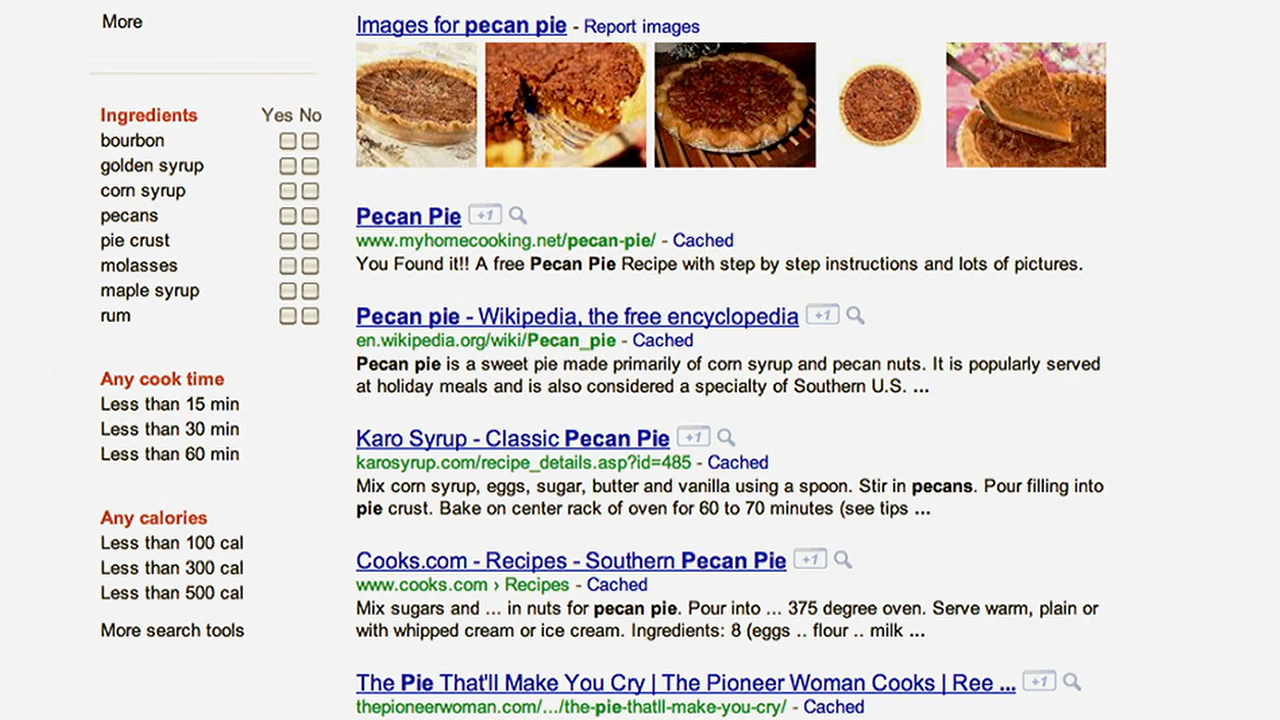 More
Ingredients Yes No
bourbon
golden syrup
corn syrup
pecans
pie crust
molasses
maple syrup
rum
Any cook time
Less than 15 min
Less than 30 min
Less than 60 min
Any calories
Less than 100 cal
Less than 300 cal
Less than 500 cal
More search tools
Images for pecan pie - Report images
Pecan Pie +1
www.myhomecooking.net/pecan-pie/ - Cached
You Found it!! A free Pecan Pie Recipe with step by step instructions and lots of pictures.
Pecan pie - Wikipedia, the free encyclopedia +1
en.wikipedia.org/wiki/Pecan_pie - Cached
Pecan pie is a sweet pie made primarily of corn syrup and pecan nuts. It is popularly served
at holiday meals and is also considered a specialty of Southern U.S. ...
Karo Syrup - Classic Pecan Pie +1
karosyrup.com/recipe_details.asp?id=485 - Cached
Mix corn syrup, eggs, sugar, butter and vanilla using a spoon. Stir in pecans. Pour filling into
pie crust. Bake on center rack of oven for 60 to 70 minutes (see tips ...
Cooks.com - Recipes - Southern Pecan Pie +1
www.cooks.com › Recipes - Cached
Mix sugars and ... in nuts for pecan pie. Pour into ... 375 degree oven. Serve warm, plain or
with whipped cream or ice cream. Ingredients: 8 (eggs .. flour .. milk ...
The Pie That'll Make You Cry | The Pioneer Woman Cooks | Ree ... +1
thepioneerwoman.com/.../the-pie-thatll-make-you-cry/ - Cached